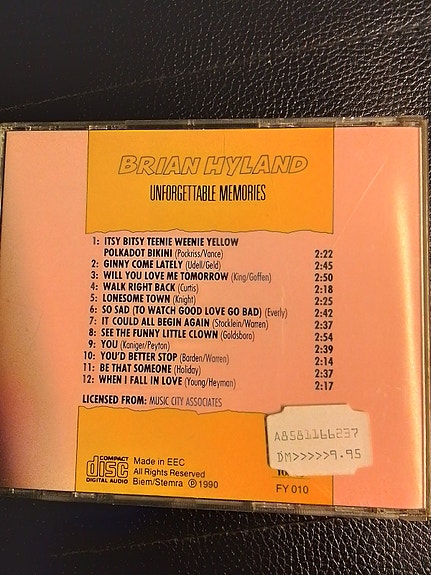 BRIAN HYLAND
UNFORGETTABLE MEMORIES
1: ITSY BITSY TEENIE WEENIE YELLOW
POLKADOT BIKINI (Pockriss/Vance) 2:22
2: GINNY COME LATELY (Udell/Geld) 2:45
3: WILL YOU LOVE ME TOMORROW (King/Goffen) 2:50
4: WALK RIGHT BACK (Curtis) 2:18
5: LONESOME TOWN (Knight) 2:25
6: SO SAD (TO WATCH GOOD LOVE GO BAD) (Everly) 2:42
7: IT COULD ALL BEGIN AGAIN (Stocklein/Warren) 2:37
8: SEE THE FUNNY LITTLE CLOWN (Goldsboro) 2:54
9: YOU (Kaniger/Peyton) 2:39
10: YOU'D BETTER STOP (Barden/Warren) 2:14
11: BE THAT SOMEONE (Holiday) 2:37
12: WHEN I FALL IN LOVE (Young/Heyman) 2:17
LICENSED FROM: MUSIC CITY ASSOCIATES
A8581166237
DM>>>>>9.95
COMPACT
disc
DIGITAL AUDIO
Made in EEC
All Rights Reserved
Biem/Stemra ℗ 1990
FY 010